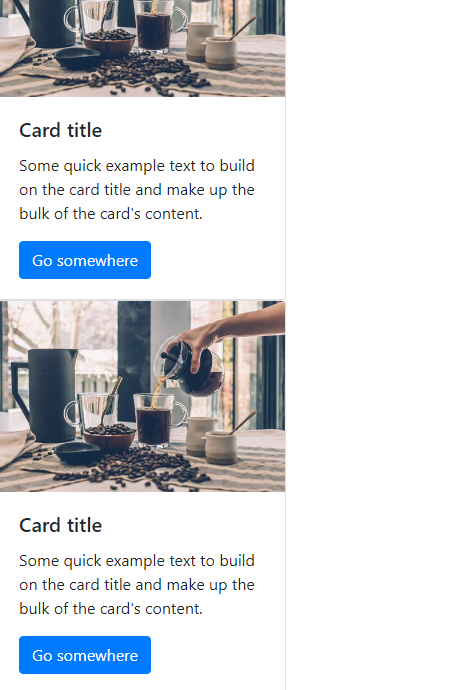 Card title
Some quick example text to build
on the card title and make up the
bulk of the card's content.
Go somewhere
Card title
Some quick example text to build
on the card title and make up the
bulk of the card's content.
Go somewhere